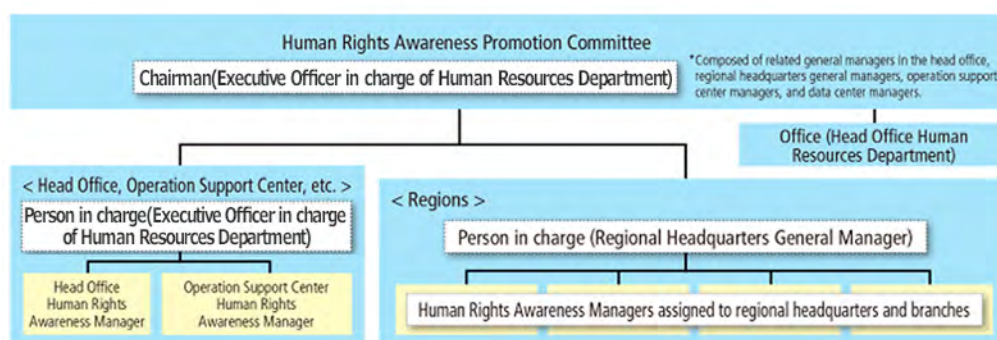 Human Rights Awareness Promotion Committee
Chairman(Executive Officer in charge of Human Resources Department)
*Composed of related general managers in the head office,
regional headquarters general managers, operation support
center managers, and data center managers.
Office (Head Office Human
Resources Department)
< Head Office, Operation Support Center, etc. >
Person in charge(Executive Officer in charge
of Human Resources Department)
Head Office
Human Rights
Awareness Manager
Operation Support Center
Human Rights
Awareness Manager
< Regions >
Person in charge (Regional Headquarters General Manager)
Human Rights Awareness Managers assigned to regional headquarters and branches